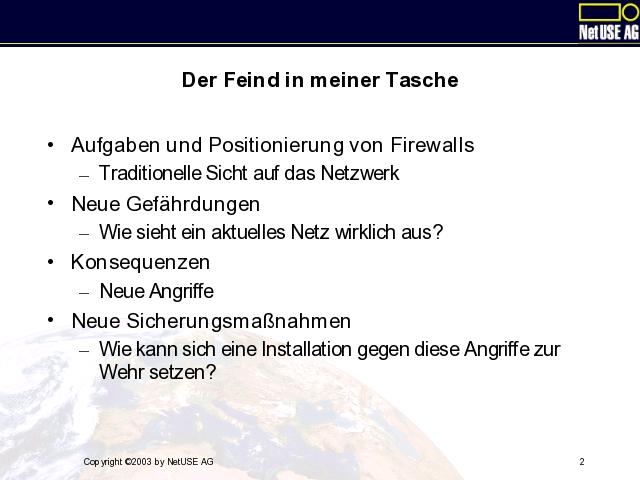 NetUSE AG
Der Feind in meiner Tasche
• Aufgaben und Positionierung von Firewalls
– Traditionelle Sicht auf das Netzwerk
• Neue Gefährdungen
– Wie sieht ein aktuelles Netz wirklich aus?
• Konsequenzen
– Neue Angriffe
• Neue Sicherungsmaßnahmen
– Wie kann sich eine Installation gegen diese Angriffe zur
Wehr setzen?
Copyright ©2003 by NetUSE AG
2